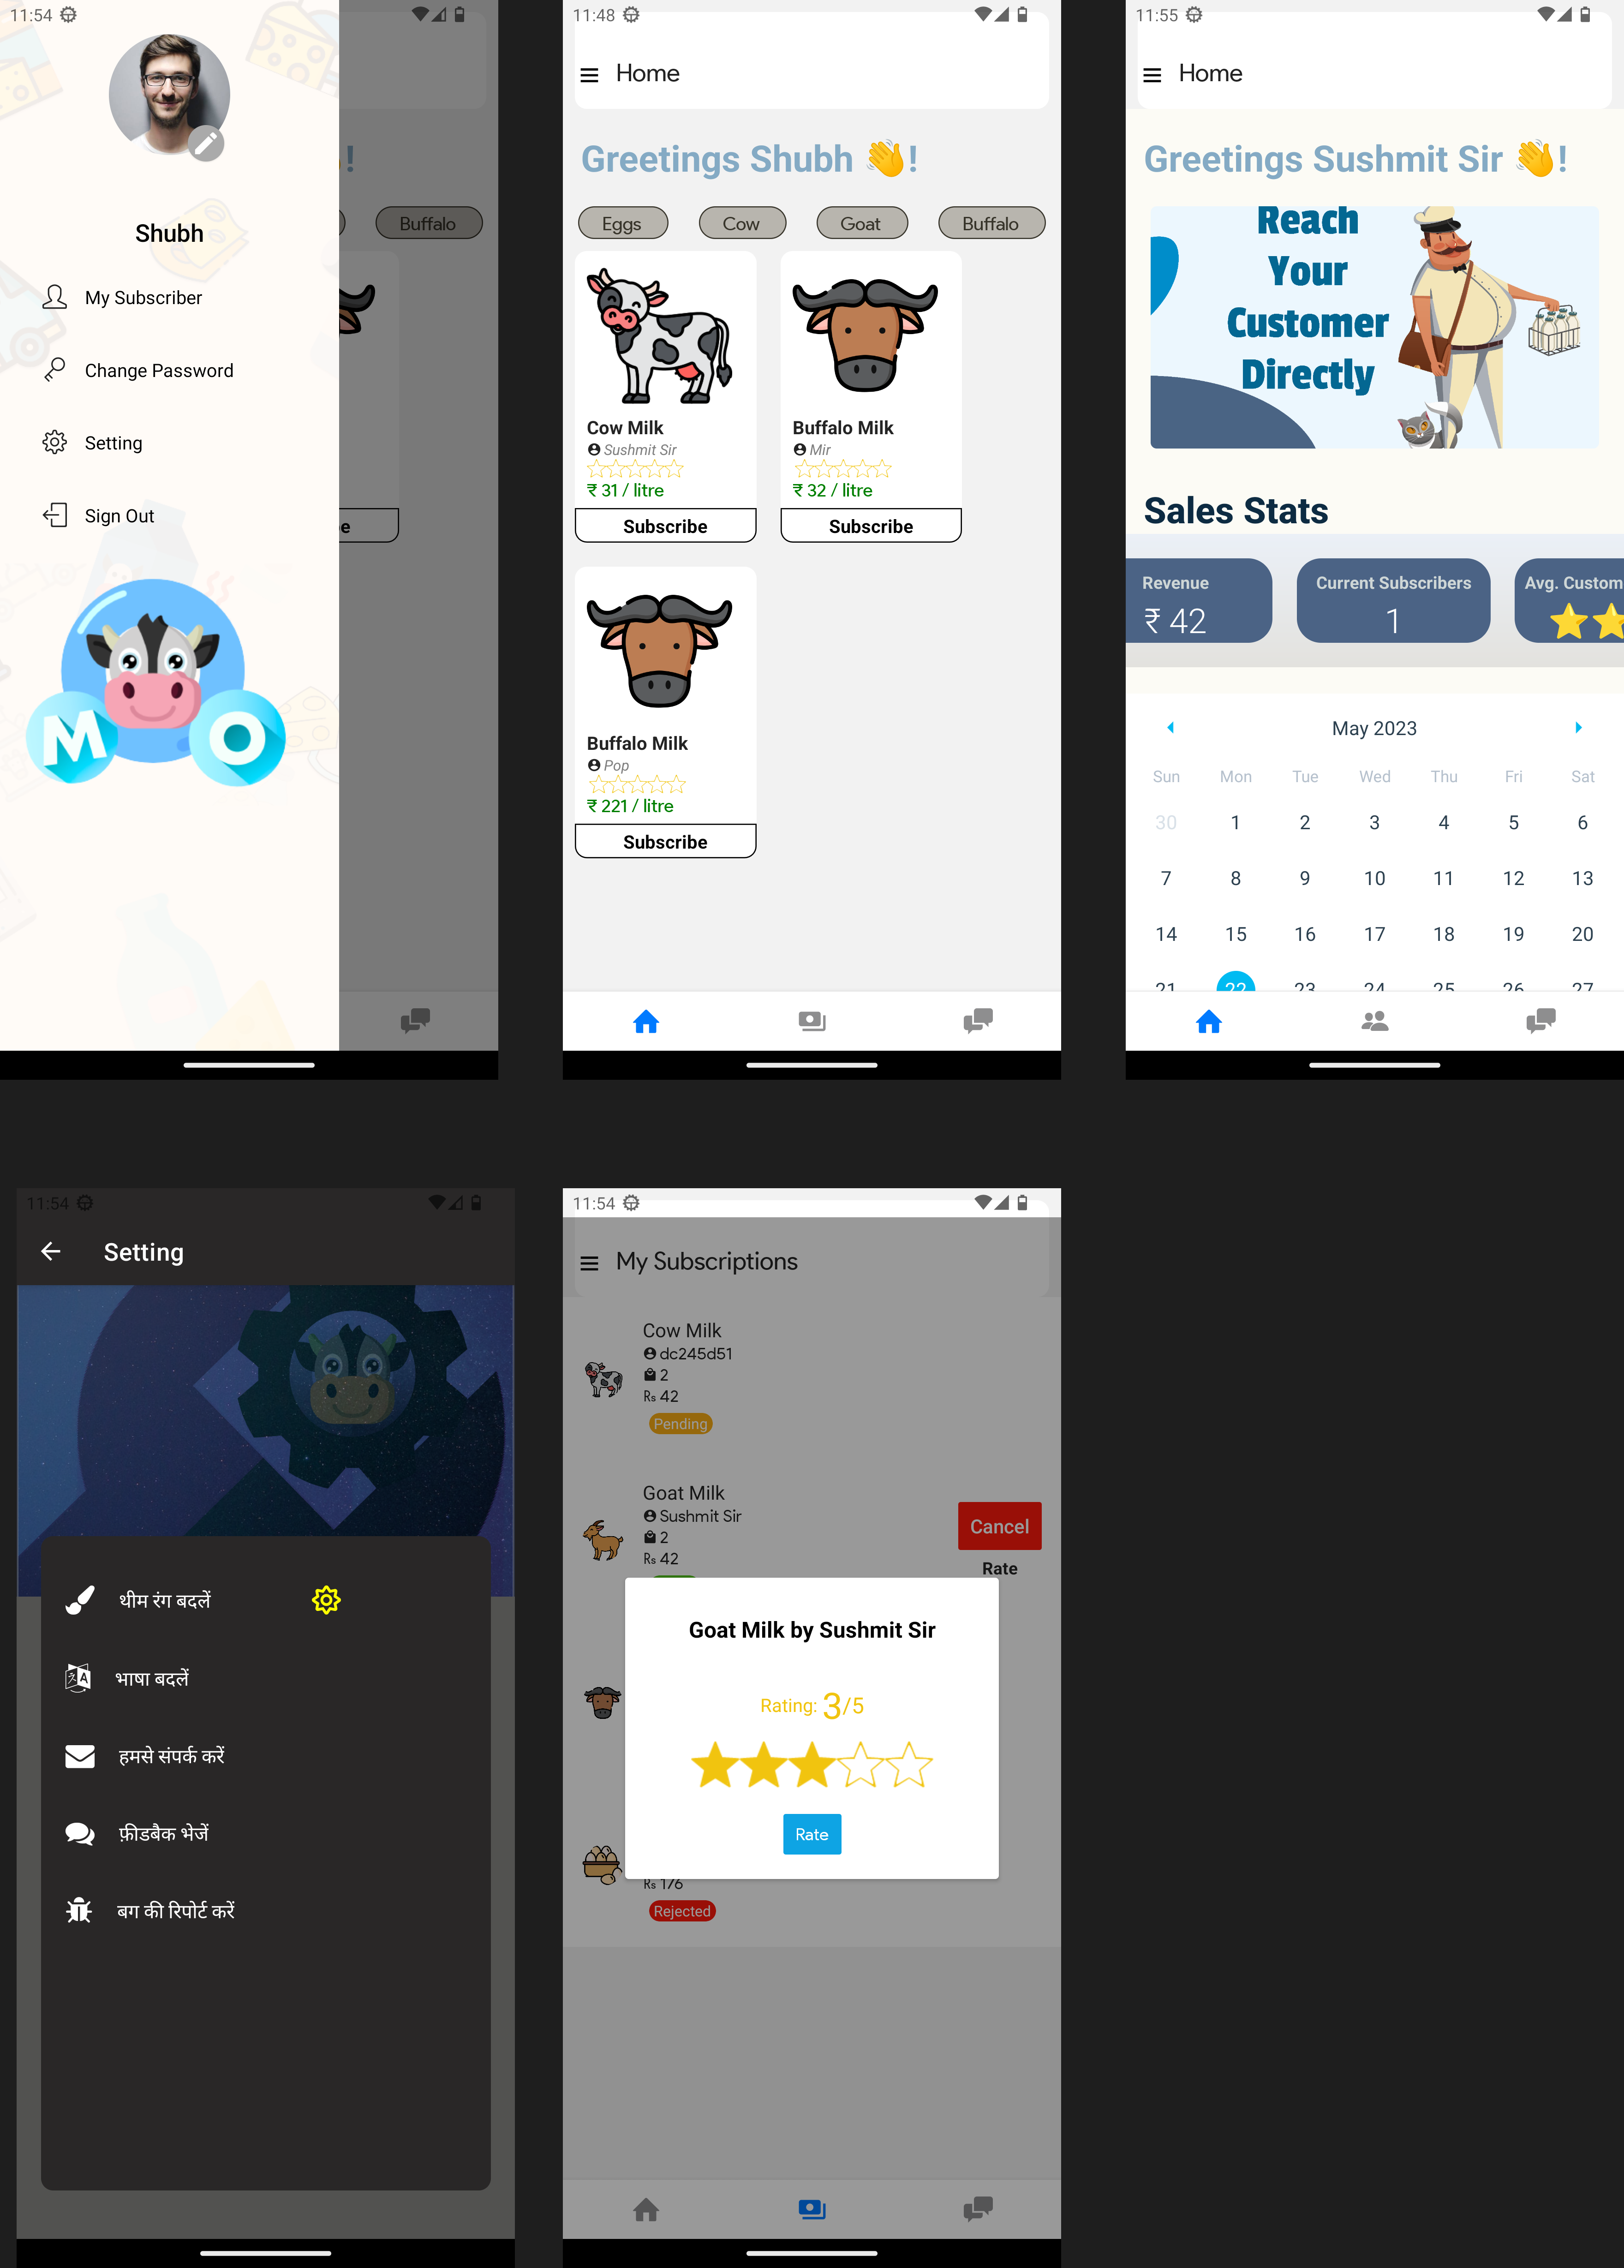 11:54
!
Shubh
My Subscriber
Change Password
Setting
Sign Out
M O
Buffalo
11:48
Home
Greetings Shubh 👋!
Eggs Cow Goat Buffalo
Cow Milk
Sushmit Sir
₹ 31 / litre
Subscribe
Buffalo Milk
Mir
₹ 32 / litre
Subscribe
Buffalo Milk
Pop
₹ 221 / litre
Subscribe
11:55
Home
Greetings Sushmit Sir 👋!
Reach
Your
Customer
Directly
Sales Stats
Revenue
₹ 42
Current Subscribers
1
Avg. Custom
May 2023
Sun Mon Tue Wed Thu Fri Sat
30 1 2 3 4 5 6
7 8 9 10 11 12 13
14 15 16 17 18 19 20
21 22 23 24 25 26 27
11:54
Setting
थीम रंग बदलें
भाषा बदलें
हमसे संपर्क करें
फ़ीडबैक भेजें
बग की रिपोर्ट करें
11:54
My Subscriptions
Cow Milk
dc245d51
2
Rs 42
Pending
Goat Milk
Sushmit Sir
2
Rs 42
Cancel
Rate
Goat Milk by Sushmit Sir
Rating: 3/5
Rate
Rs 176
Rejected